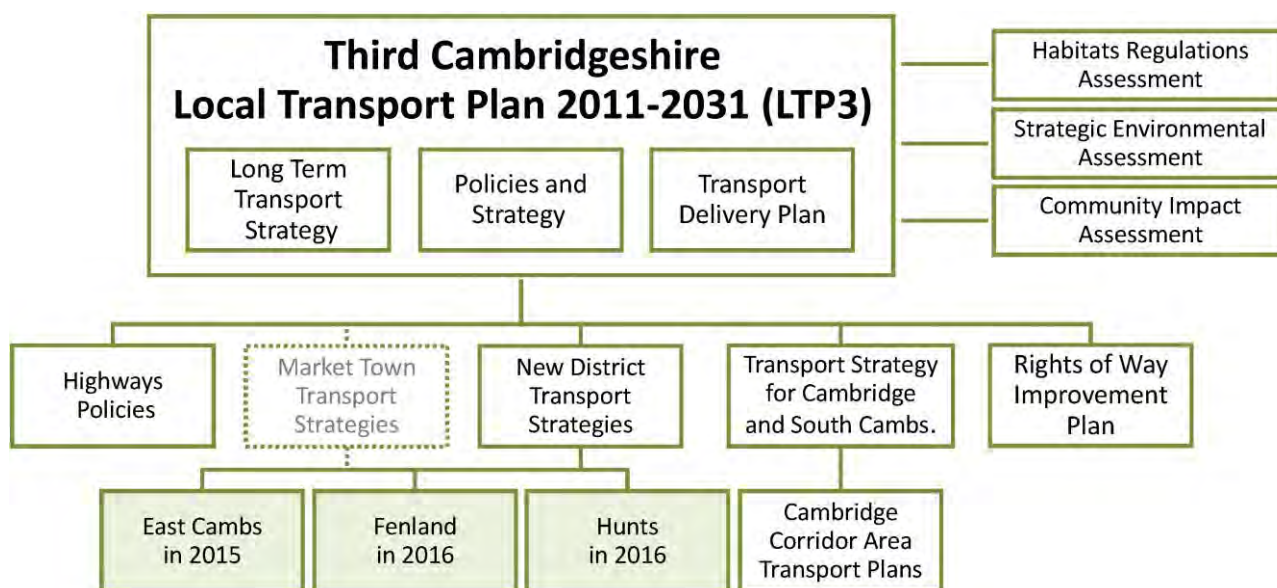 Third Cambridgeshire
Local Transport Plan 2011-2031 (LTP3)
Long Term
Transport
Strategy
Policies and
Strategy
Transport
Delivery Plan
Habitats Regulations
Assessment
Strategic Environmental
Assessment
Community Impact
Assessment
Highways
Policies
Market Town
Transport
Strategies
New District
Transport
Strategies
Transport Strategy
for Cambridge
and South Cambs.
Rights of Way
Improvement
Plan
East Cambs
in 2015
Fenland
in 2016
Hunts
in 2016
Cambridge
Corridor Area
Transport Plans